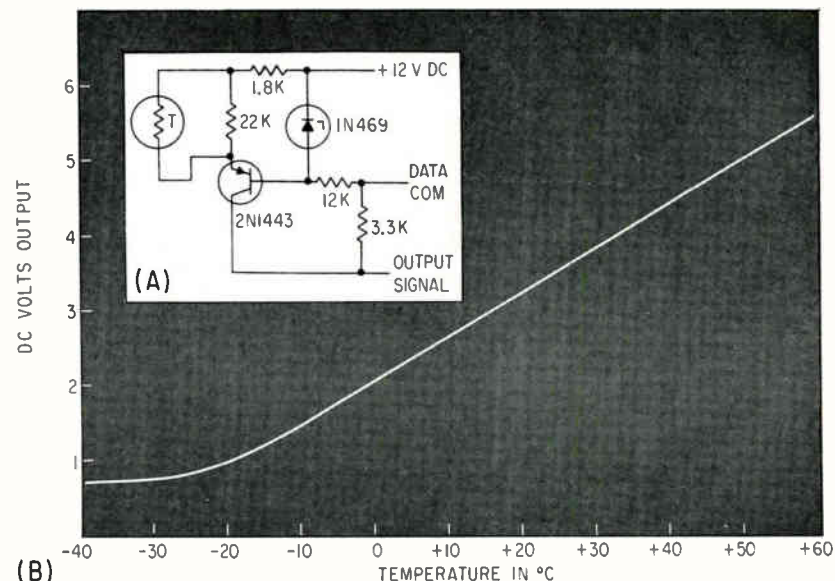 DC VOLTS OUTPUT
6
5
4
3
2
1
(A)
T
1.8K
+12 V DC
22K
1N469
2N1443
12K
DATA
COM
3.3K
OUTPUT
SIGNAL
(B)
-40
-30
-20
-10
0
+10
+20
+30
+40
+50
+60
TEMPERATURE IN °C